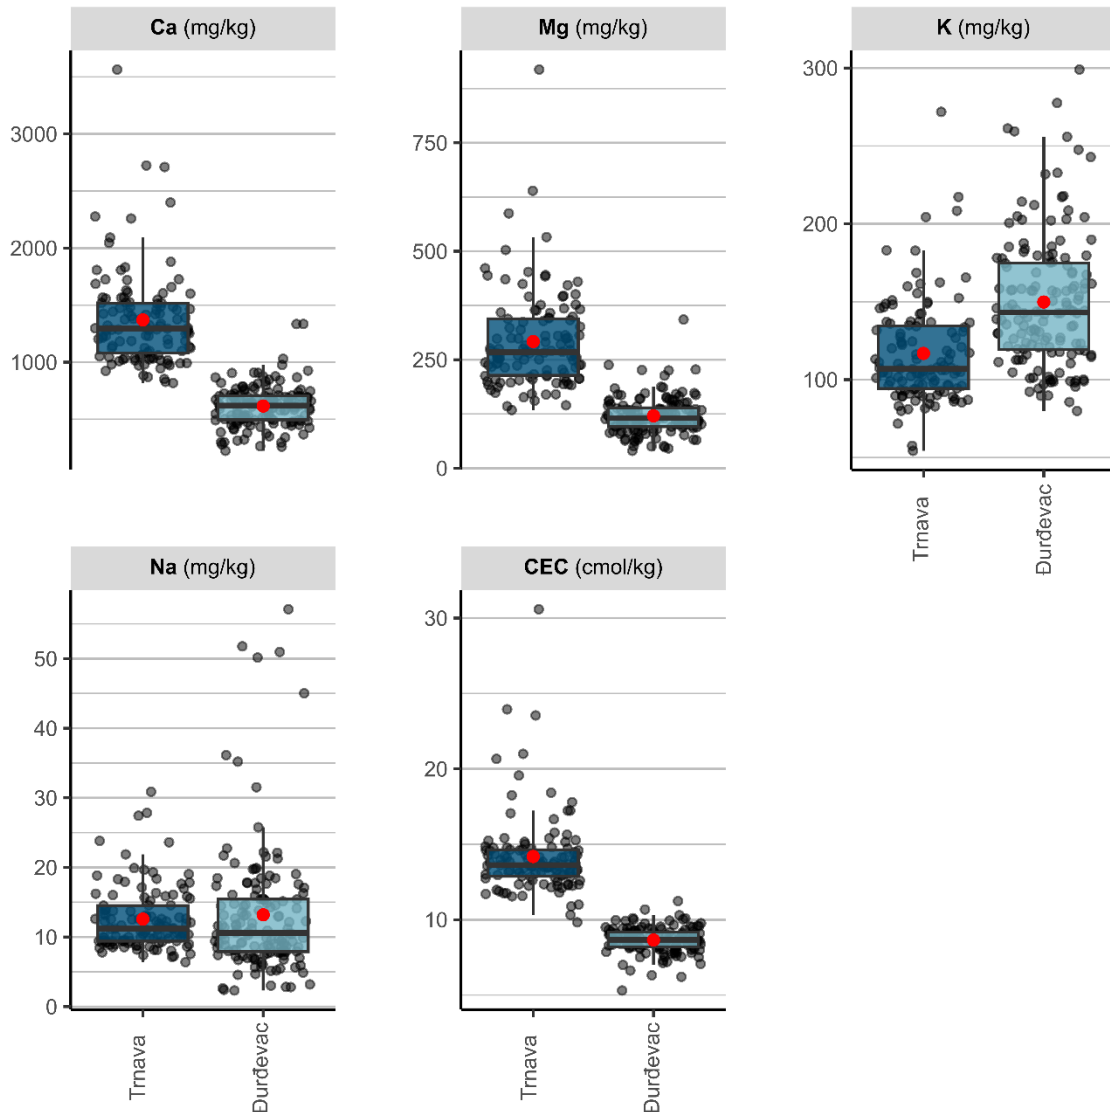 Ca (mg/kg)
3000
2000
1000
Mg (mg/kg)
750
500
250
0
K (mg/kg)
300
200
100
Trnava
Đurđevac
Na (mg/kg)
50
40
30
20
10
0
Trnava
Đurđevac
CEC (cmol/kg)
30
20
10
Trnava
Đurđevac